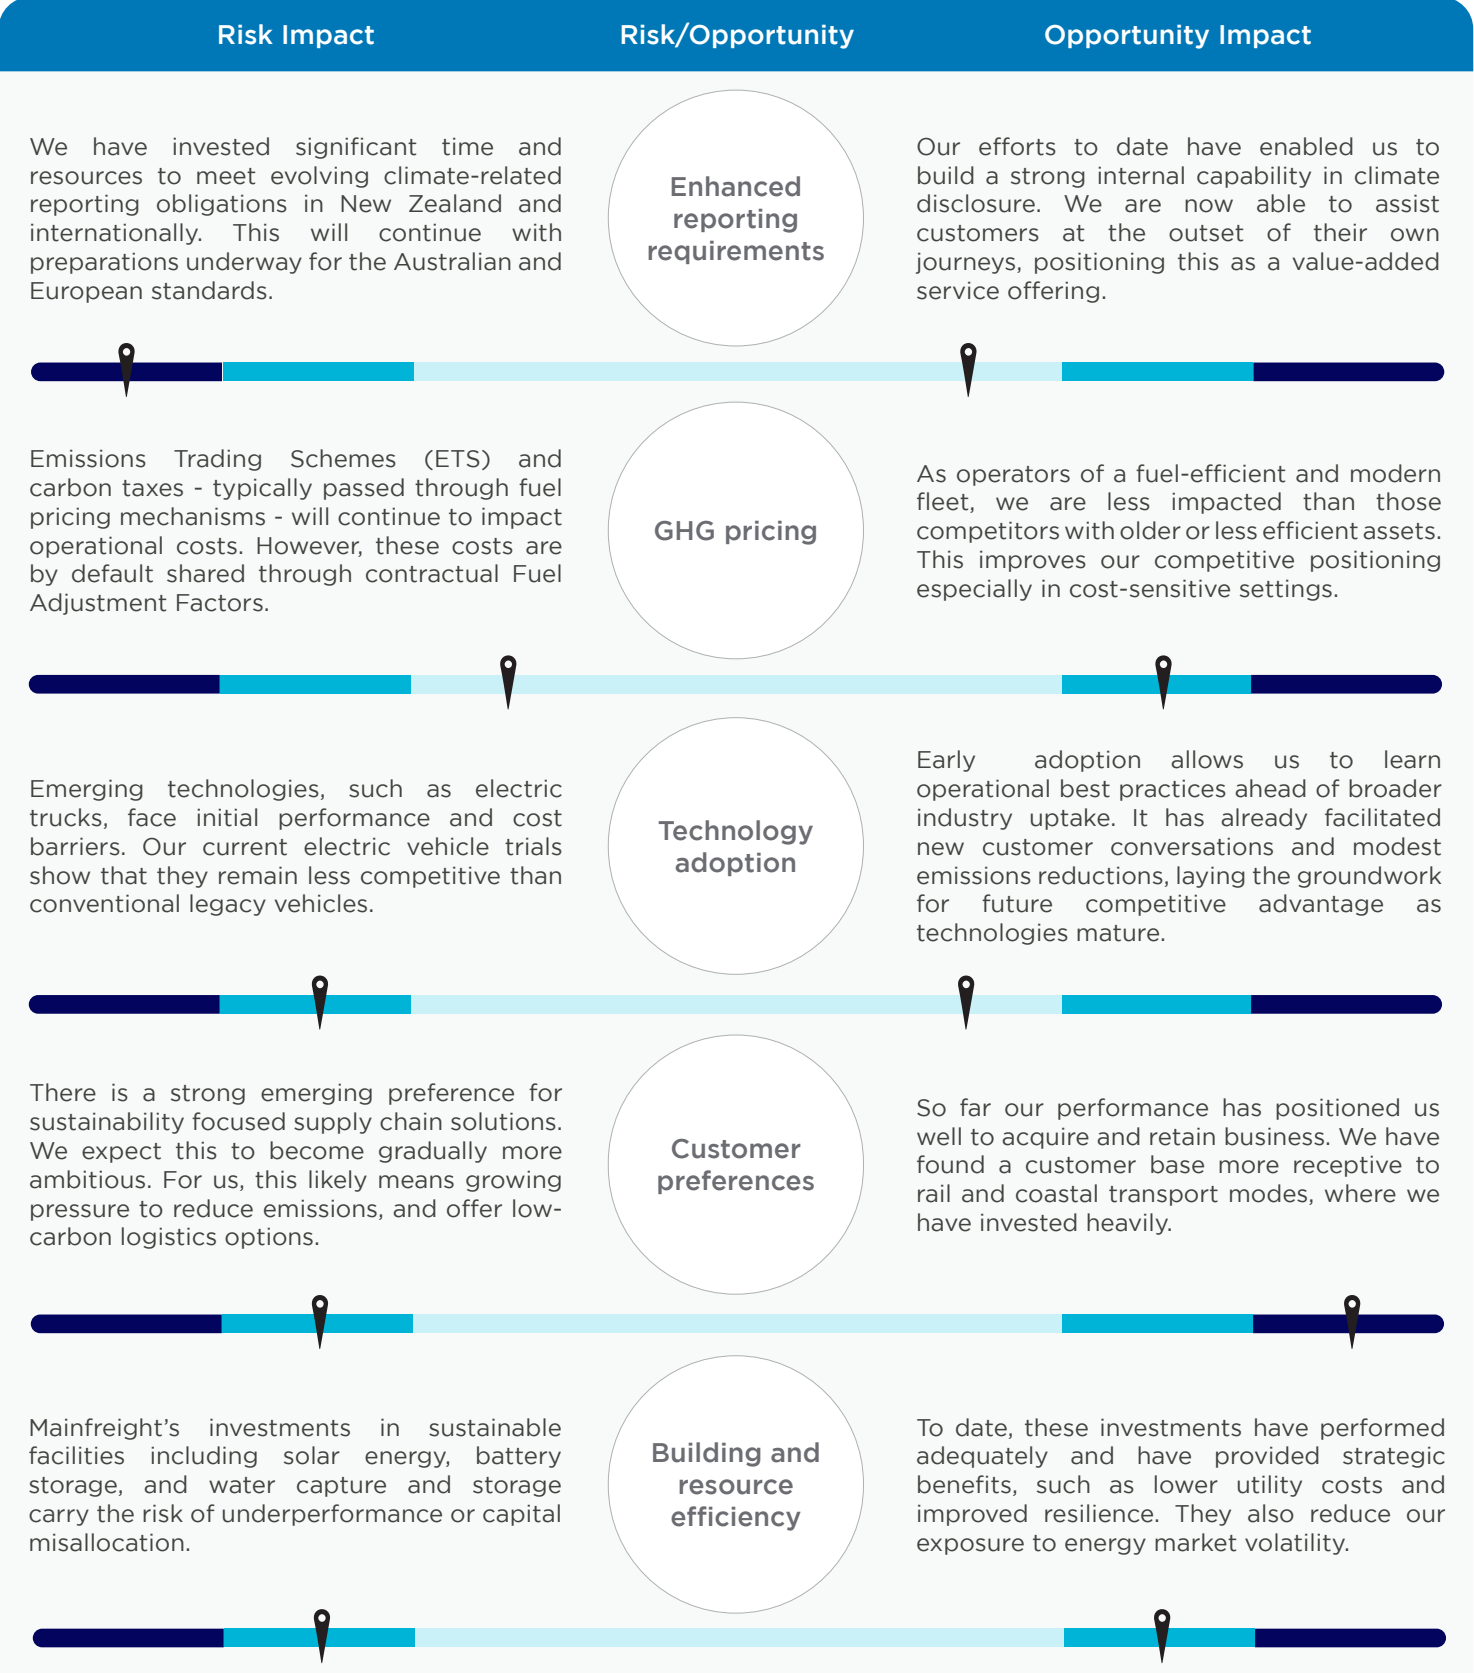 Risk Impact
Risk/Opportunity
Opportunity Impact
We have invested significant time and
resources to meet evolving climate-related
reporting obligations in New Zealand and
internationally. This will continue with
preparations underway for the Australian and
European standards.
Enhanced
reporting
requirements
Our efforts to date have enabled us to
build a strong internal capability in climate
disclosure. We are now able to assist
customers at the outset of their own
journeys, positioning this as a value-added
service offering.
Emissions Trading Schemes (ETS) and
carbon taxes - typically passed through fuel
pricing mechanisms - will continue to impact
operational costs. However, these costs are
by default shared through contractual Fuel
Adjustment Factors.
GHG pricing
As operators of a fuel-efficient and modern
fleet, we are less impacted than those
competitors with older or less efficient assets.
This improves our competitive positioning
especially in cost-sensitive settings.
Emerging technologies, such as electric
trucks, face initial performance and cost
barriers. Our current electric vehicle trials
show that they remain less competitive than
conventional legacy vehicles.
Technology
adoption
Early adoption allows us to learn
operational best practices ahead of broader
industry uptake. It has already facilitated
new customer conversations and modest
emissions reductions, laying the groundwork
for future competitive advantage as
technologies mature.
There is a strong emerging preference for
sustainability focused supply chain solutions.
We expect this to become gradually more
ambitious. For us, this likely means growing
pressure to reduce emissions, and offer low-
carbon logistics options.
Customer
preferences
So far our performance has positioned us
well to acquire and retain business. We have
found a customer base more receptive to
rail and coastal transport modes, where we
have invested heavily.
Mainfreight's investments in sustainable
facilities including solar energy, battery
storage, and water capture and storage
carry the risk of underperformance or capital
misallocation.
Building and
resource
efficiency
To date, these investments have performed
adequately and have provided strategic
benefits, such as lower utility costs and
improved resilience. They also reduce our
exposure to energy market volatility.